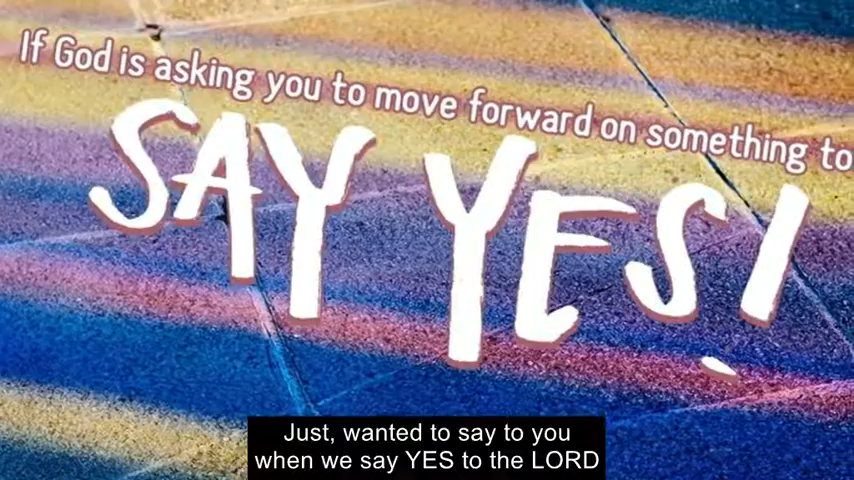 If God is asking you to move forward on something to
SAY YES!
Just, wanted to say to you
when we say YES to the LORD